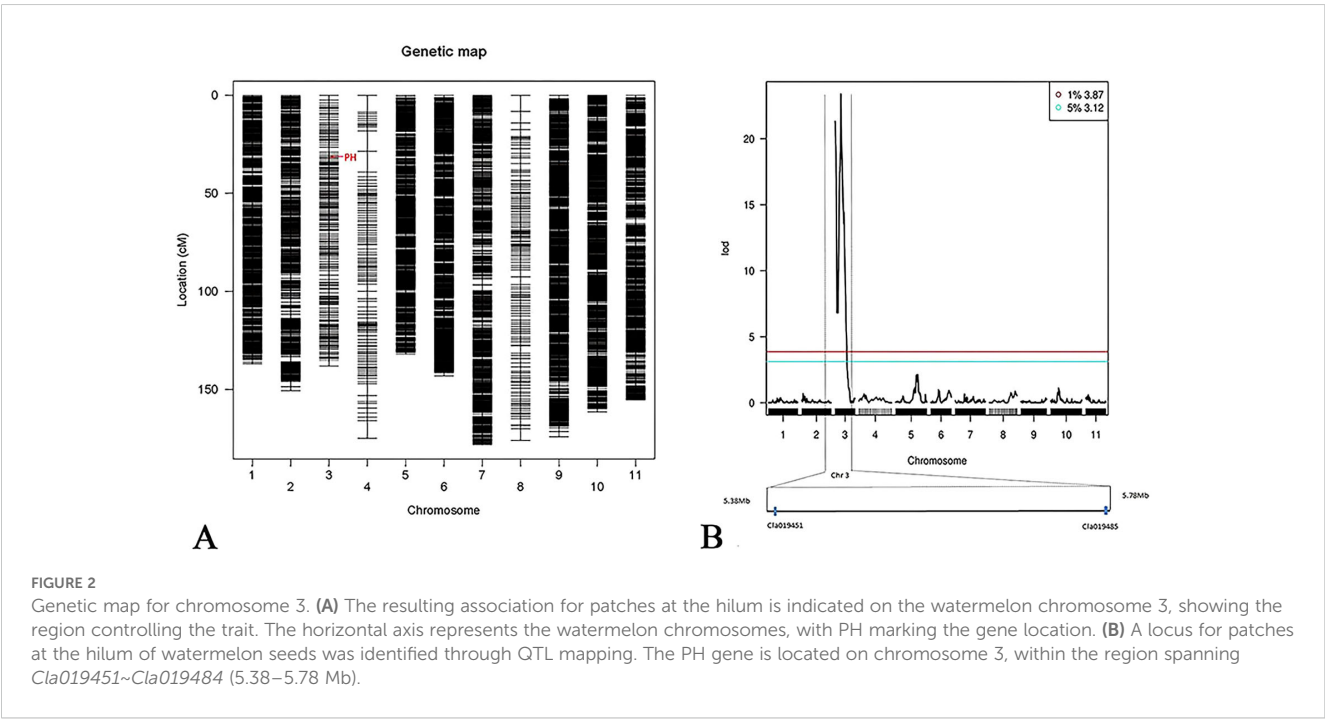 Genetic map
Location (cM)
0
50
100
150
PH
1 2 3 4 5 6 7 8 9 10 11
Chromosome
A
lod
20
15
10
5
0
1% 3.87
5% 3.12
1 2 3 4 5 6 7 8 9 10 11
Chromosome
Chr 3
5.38Mb
5.78Mb
Cla019451
Cla019485
B
FIGURE 2
Genetic map for chromosome 3. (A) The resulting association for patches at the hilum is indicated on the watermelon chromosome 3, showing the
region controlling the trait. The horizontal axis represents the watermelon chromosomes, with PH marking the gene location. (B) A locus for patches
at the hilum of watermelon seeds was identified through QTL mapping. The PH gene is located on chromosome 3, within the region spanning
Cla019451~Cla019484 (5.38–5.78 Mb).